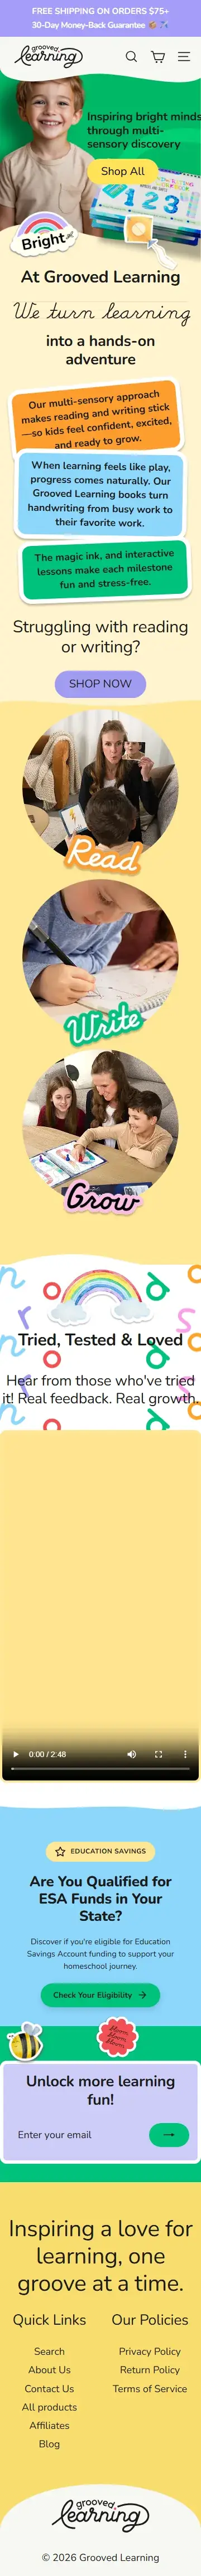 FREE SHIPPING ON ORDERS $75+
30-Day Money-Back Guarantee
grooved
learning
Inspiring bright minds
through multi-
sensory discovery
Shop All
1 2 3
Bright
At Grooved Learning
We turn learning
into a hands-on
adventure
Our multi-sensory approach
makes reading and writing stick
—so kids feel confident, excited,
and ready to grow.
When learning feels like play,
progress comes naturally. Our
Grooved Learning books turn
handwriting from busy work to
their favorite work.
The magic ink, and interactive
lessons make each milestone
fun and stress-free.
Struggling with reading
or writing?
SHOP NOW
Read
Write
Grow
Tried, Tested & Loved
Hear from those who've tried
it! Real feedback. Real growth.
0:00 / 2:48
EDUCATION SAVINGS
Are You Qualified for
ESA Funds in Your
State?
Discover if you're eligible for Education
Savings Account funding to support your
homeschool journey.
Check Your Eligibility
Unlock more learning
fun!
Enter your email
Inspiring a love for
learning, one
groove at a time.
Quick Links
Search
About Us
Contact Us
All products
Affiliates
Blog
Our Policies
Privacy Policy
Return Policy
Terms of Service
grooved
learning
© 2026 Grooved Learning